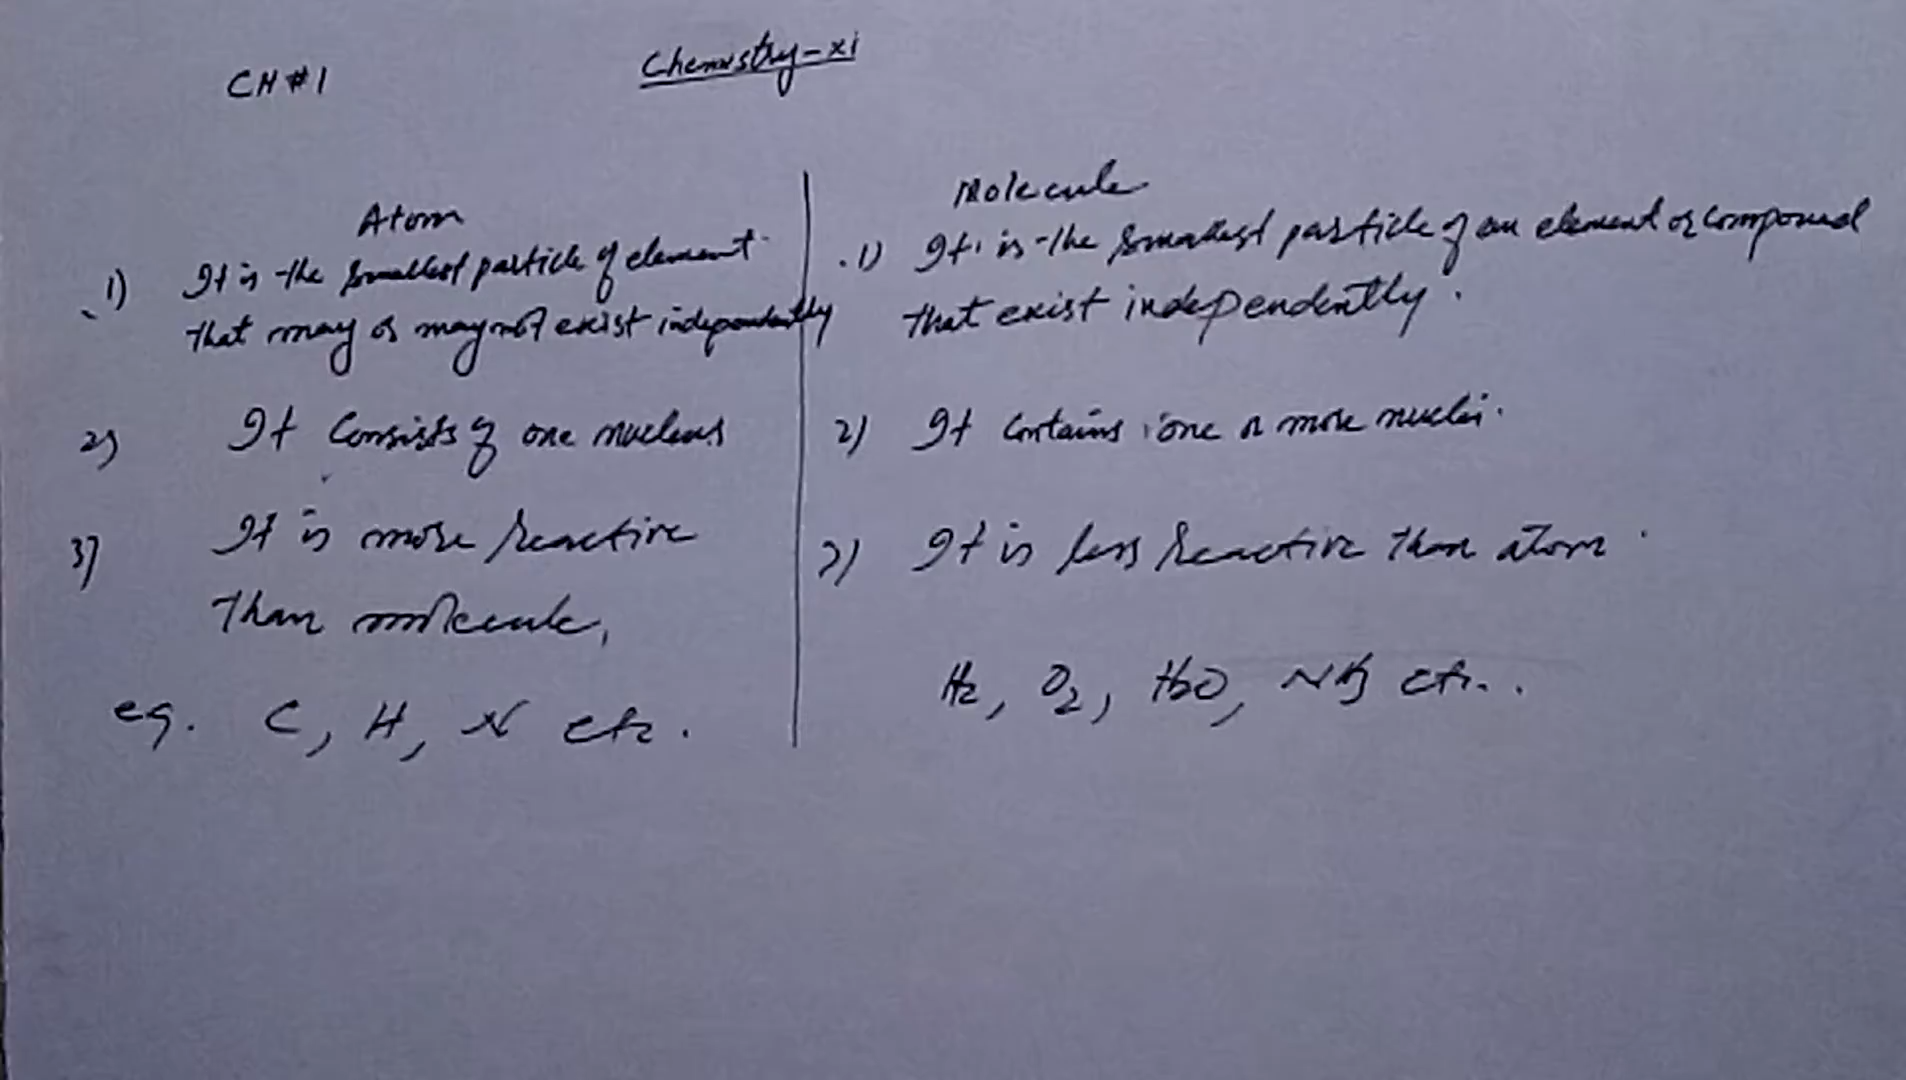 CH #1
Chemistry-xi
Atom
1) It is the smallest particle of element
that may or may not exist independently
2) It consists of one nucleus
3) It is more reactive
than molecule,
eg. C, H, N etc.
Molecule
1) It is the smallest particle of an element or compound
that exist independently.
2) It contains one or more nuclei.
3) It is less reactive than atom.
H2, O2, H2O, NH3 etc..